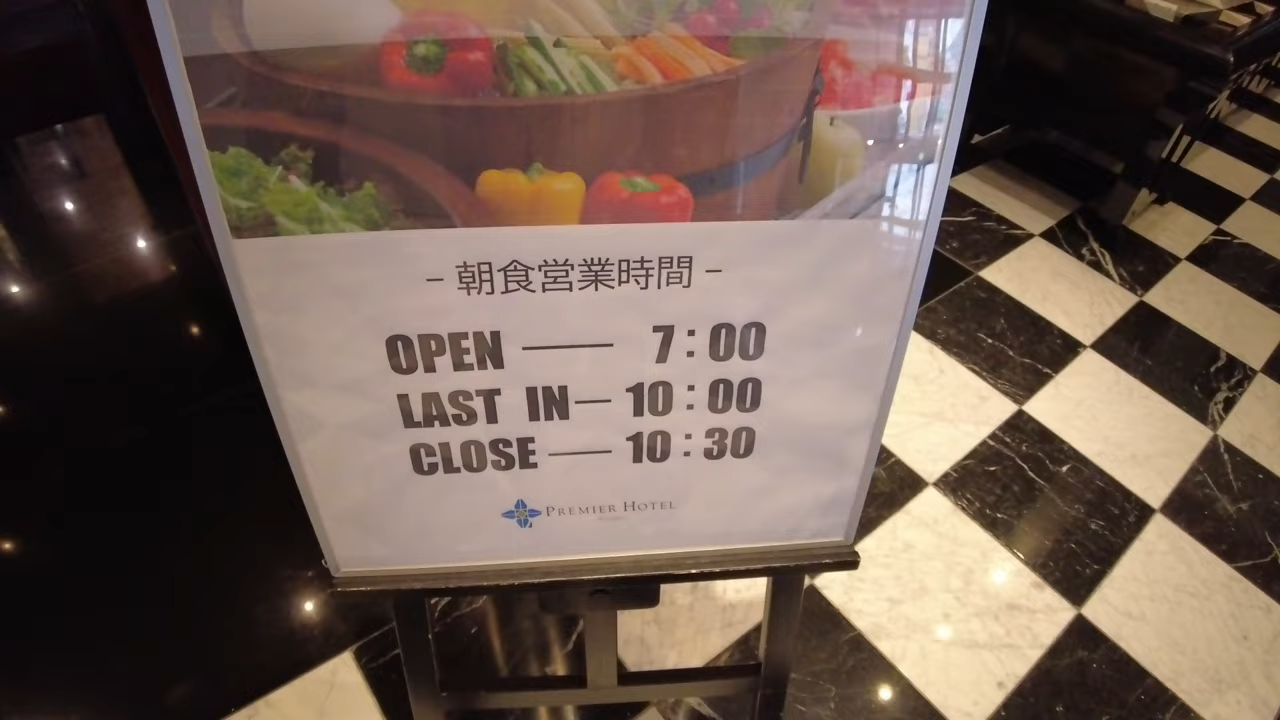 －朝食営業時間－
OPEN —— 7：00
LAST IN— 10：00
CLOSE —— 10：30
PREMIER HOTEL